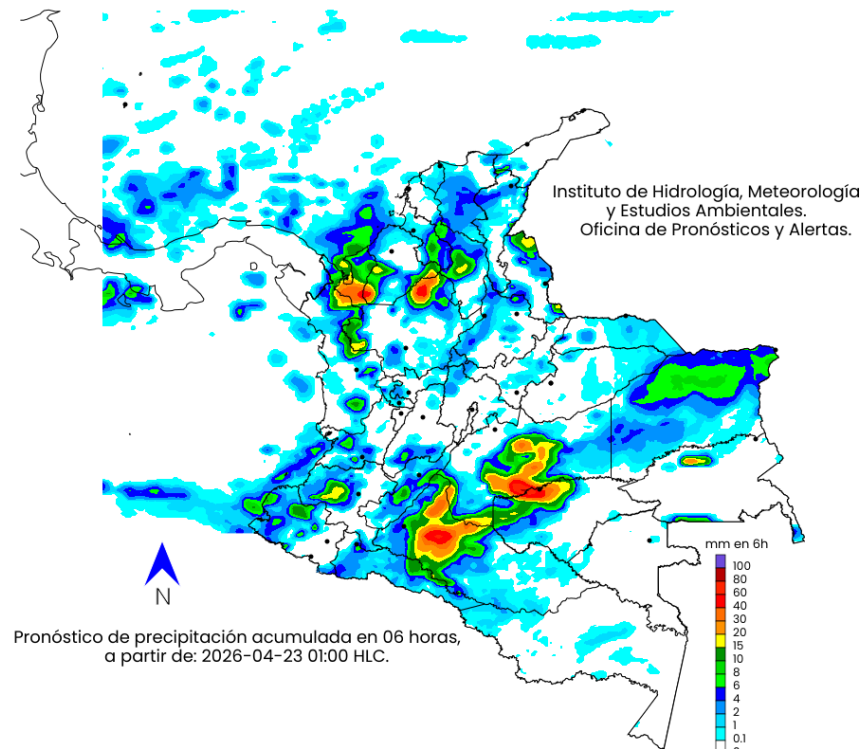 Instituto de Hidrología, Meteorología
y Estudios Ambientales.
Oficina de Pronósticos y Alertas.
N
Pronóstico de precipitación acumulada en 06 horas,
a partir de: 2026-04-23 01:00 HLC.
mm en 6h
100
80
60
40
30
20
15
10
8
6
4
2
1
0.1